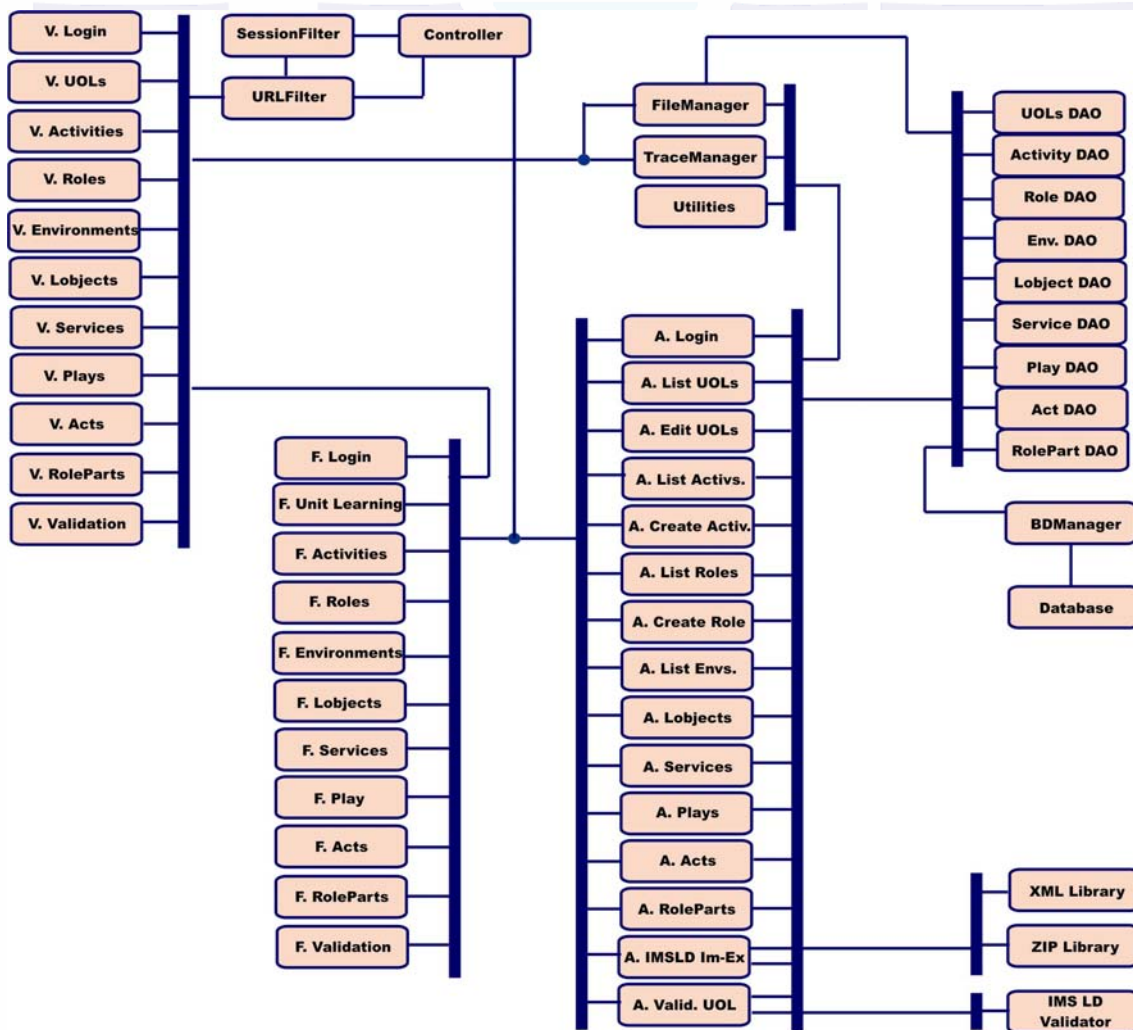 V. Login
V. UOLs
V. Activities
V. Roles
V. Environments
V. Lobjects
V. Services
V. Plays
V. Acts
V. RoleParts
V. Validation
SessionFilter
Controller
URLFilter
FileManager
TraceManager
Utilities
F. Login
F. Unit Learning
F. Activities
F. Roles
F. Environments
F. Lobjects
F. Services
F. Play
F. Acts
F. RoleParts
F. Validation
A. Login
A. List UOLs
A. Edit UOLs
A. List Activs.
A. Create Activ.
A. List Roles
A. Create Role
A. List Envs.
A. Lobjects
A. Services
A. Plays
A. Acts
A. RoleParts
A. IMSLD Im-Ex
A. Valid. UOL
UOLs DAO
Activity DAO
Role DAO
Env. DAO
Lobject DAO
Service DAO
Play DAO
Act DAO
RolePart DAO
BDManager
Database
XML Library
ZIP Library
IMS LD
Validator